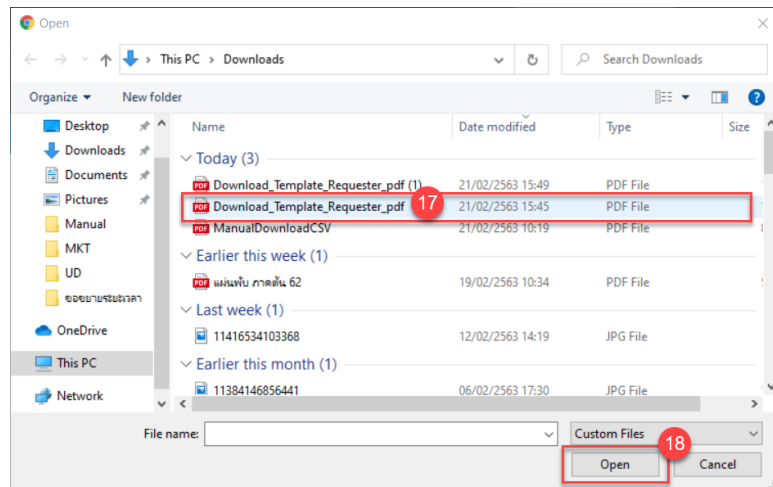 Open
This PC > Downloads
Search Downloads
Organize
New folder
Desktop
Downloads
Documents
Pictures
Manual
MKT
UD
ขอขยายระยะเวลา
OneDrive
This PC
Network
Name Date modified Type Size
Today (3)
Download_Template_Requester_pdf (1) 21/02/2563 15:49 PDF File
Download_Template_Requester_pdf 17 21/02/2563 15:45 PDF File
ManualDownloadCSV 21/02/2563 10:19 PDF File
Earlier this week (1)
แผ่นพับ ภาคต้น 62 19/02/2563 10:34 PDF File
Last week (1)
11416534103368 12/02/2563 14:19 JPG File
Earlier this month (1)
11384146856441 06/02/2563 17:30 JPG File
File name:
Custom Files
18
Open
Cancel